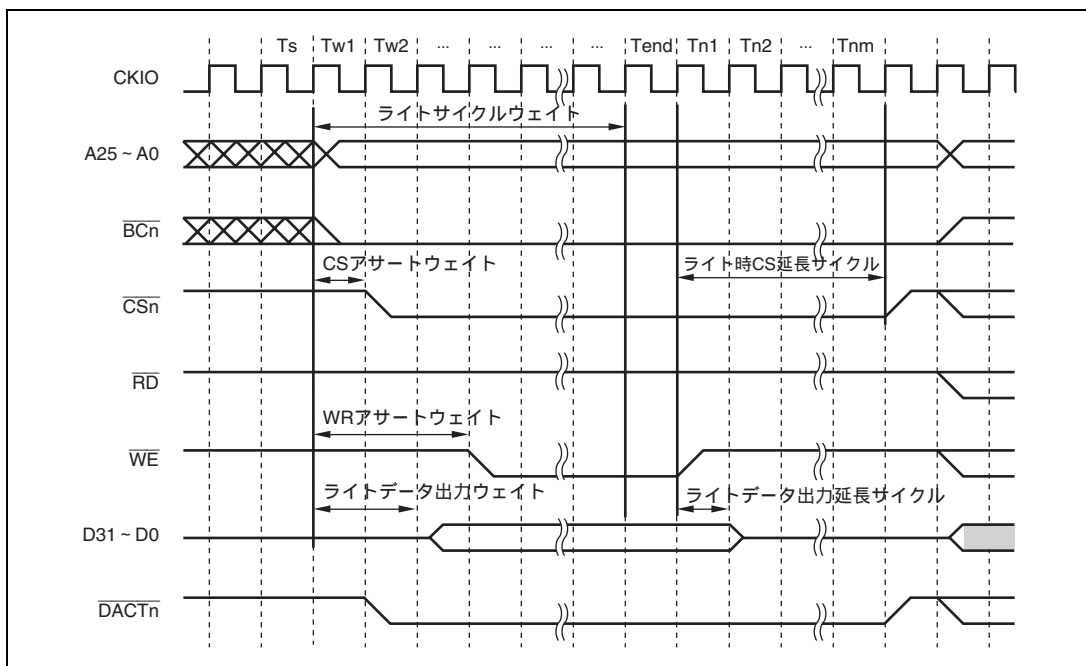 Ts Tw1 Tw2 ... ... ... ... Tend Tn1 Tn2 ... Tnm
CKIO
ライトサイクルウェイト
A25 ~ A0
BCn
CSアサートウェイト
ライト時CS延長サイクル
CSn
RD
WRアサートウェイト
WE
ライトデータ出力ウェイト
ライトデータ出力延長サイクル
D31 ~ D0
DACTn